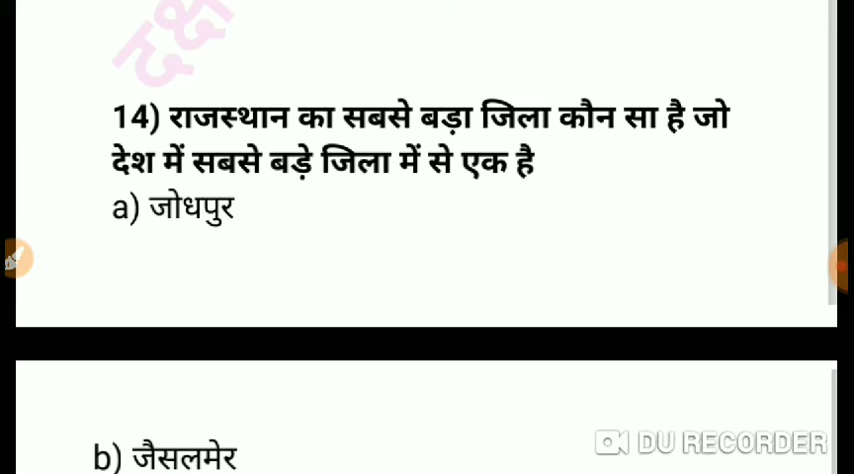 14) राजस्थान का सबसे बड़ा जिला कौन सा है जो
देश में सबसे बड़े जिला में से एक है
a) जोधपुर
b) जैसलमेर
DU RECORDER